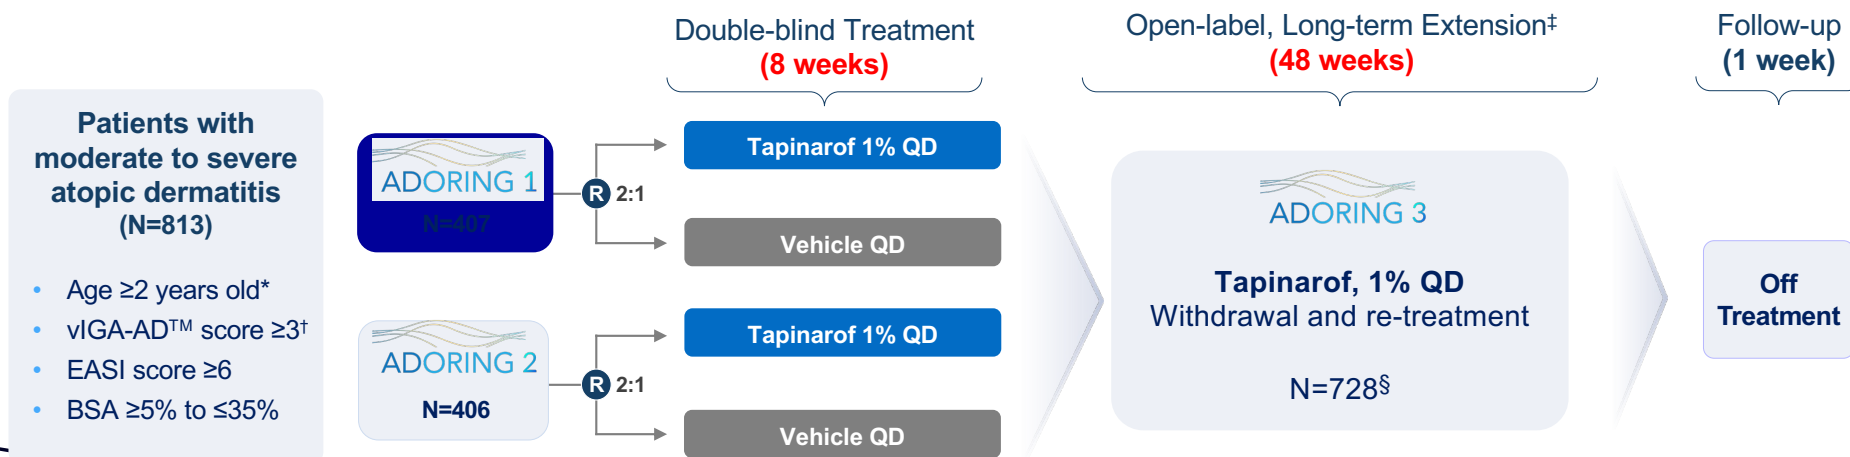 Double-blind Treatment
(8 weeks)
Open-label, Long-term Extension‡
(48 weeks)
Follow-up
(1 week)
Patients with
moderate to severe
atopic dermatitis
(N=813)
• Age ≥2 years old*
• vIGA-AD™ score ≥3†
• EASI score ≥6
• BSA ≥5% to ≤35%
ADORING 1
N=407
R 2:1
Tapinarof 1% QD
Vehicle QD
ADORING 2
N=406
R 2:1
Tapinarof 1% QD
Vehicle QD
ADORING 3
Tapinarof, 1% QD
Withdrawal and re-treatment
N=728§
Off
Treatment